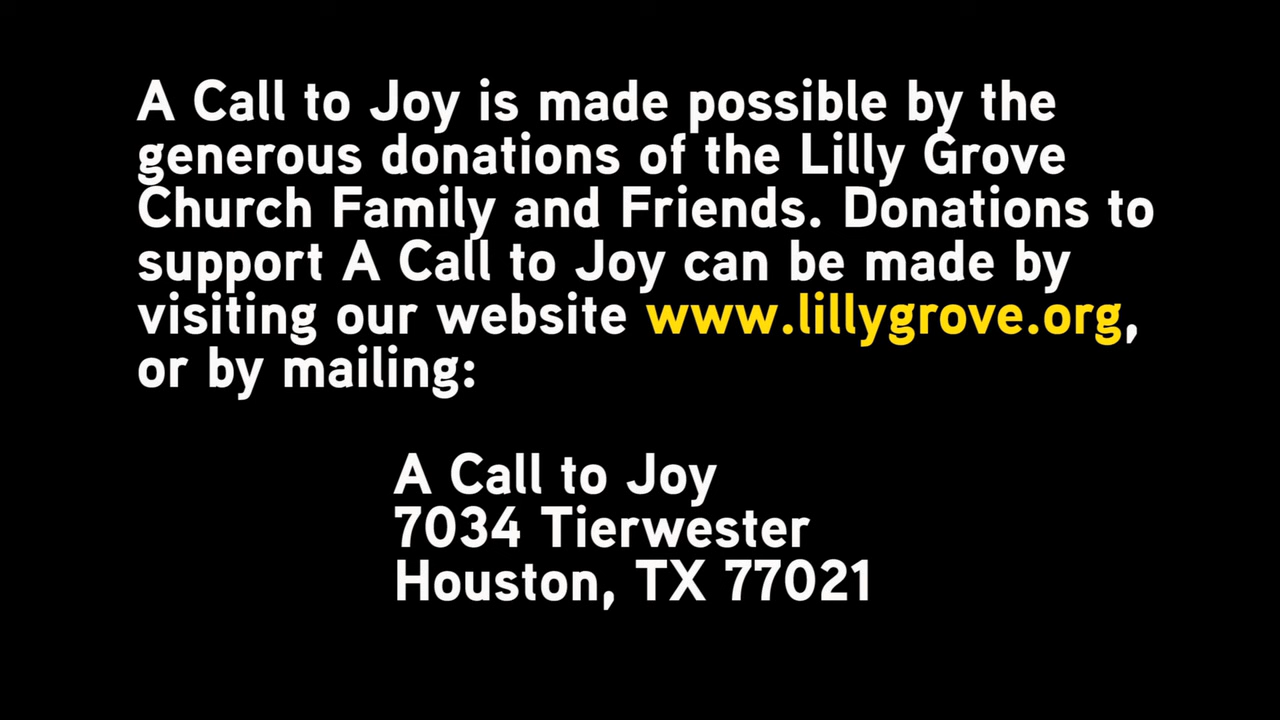 A Call to Joy is made possible by the
generous donations of the Lilly Grove
Church Family and Friends. Donations to
support A Call to Joy can be made by
visiting our website www.lillygrove.org,
or by mailing:
A Call to Joy
7034 Tierwester
Houston, TX 77021